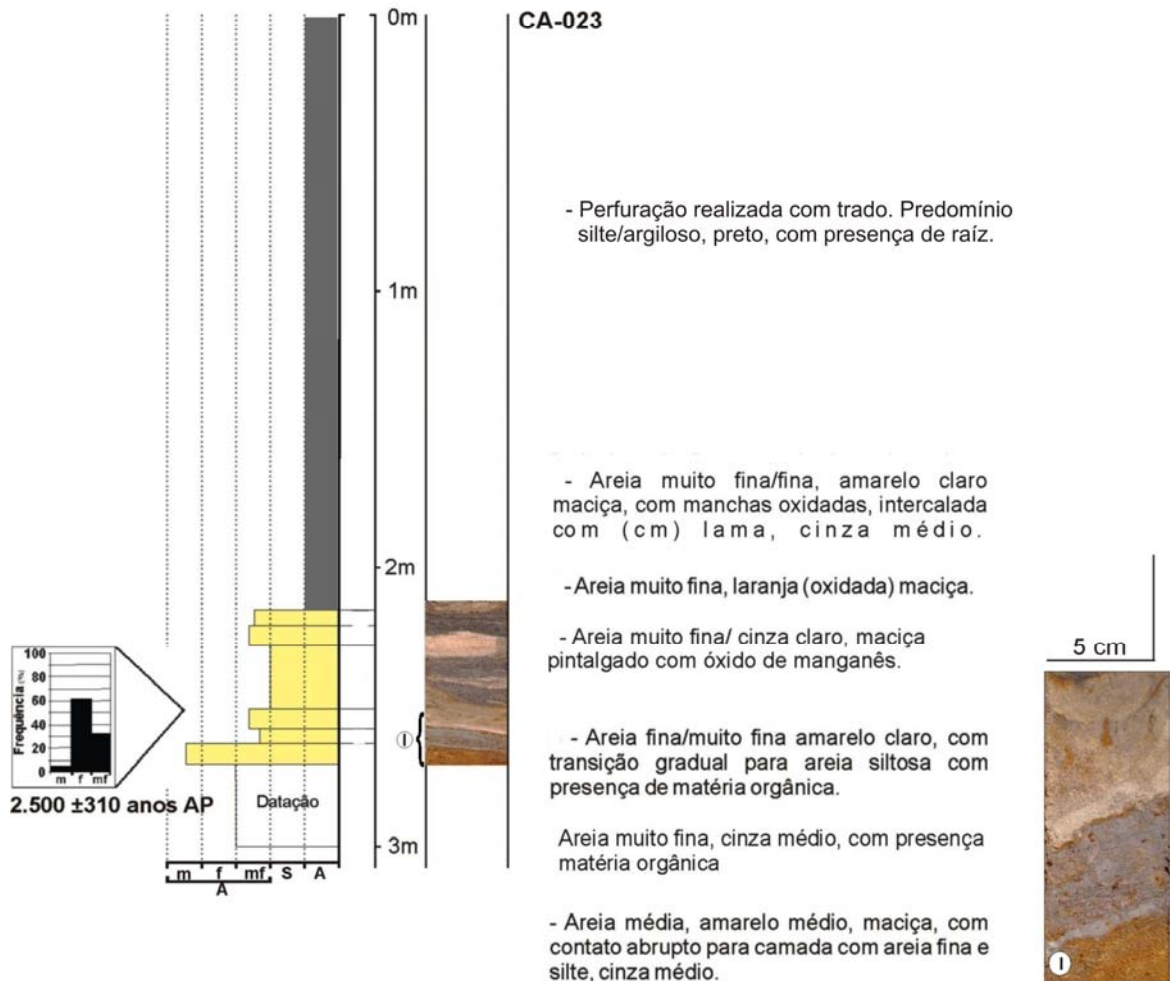 0m
CA-023
- Perfuração realizada com trado. Predomínio
silte/argiloso, preto, com presença de raíz.
1m
- Areia muito fina/fina, amarelo claro
maciça, com manchas oxidadas, intercalada
com (cm) lama, cinza médio.
2m
- Areia muito fina, laranja (oxidada) maciça.
- Areia muito fina/ cinza claro, maciça
pintalgado com óxido de manganês.
5 cm
100
80
60
40
20
0
Frequência (%)
m f mf
2.500 ±310 anos AP
I
Datação
- Areia fina/muito fina amarelo claro, com
transição gradual para areia siltosa com
presença de matéria orgânica.
Areia muito fina, cinza médio, com presença
matéria orgânica
3m
m f mf S A
A
- Areia média, amarelo médio, maciça, com
contato abrupto para camada com areia fina e
silte, cinza médio.
I